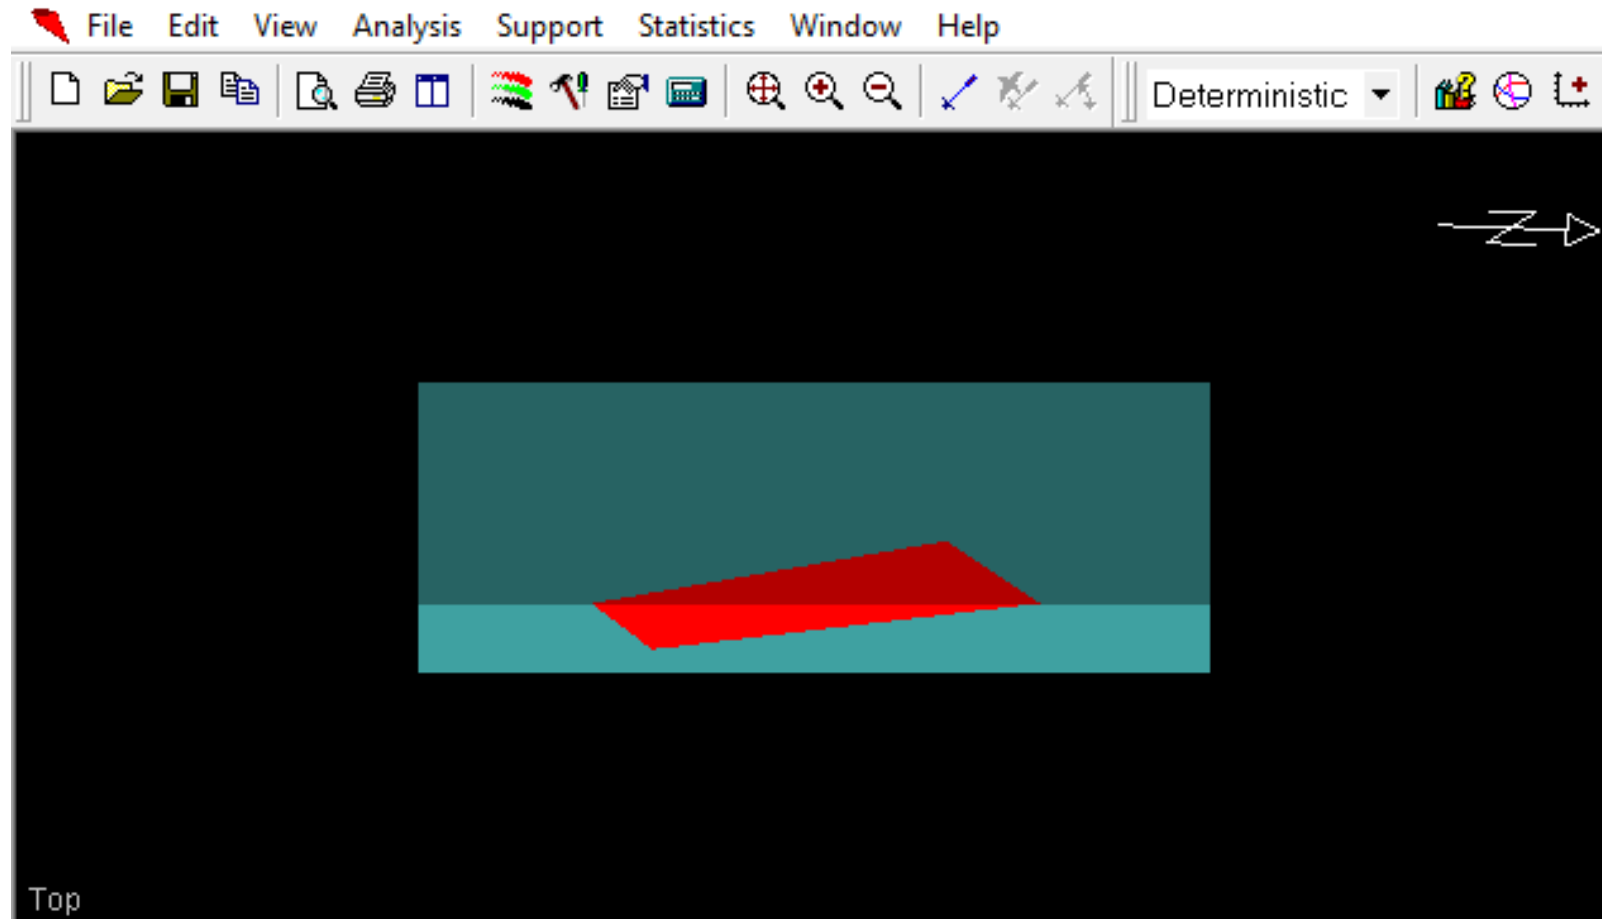 File Edit View Analysis Support Statistics Window Help
Deterministic
Z
Top